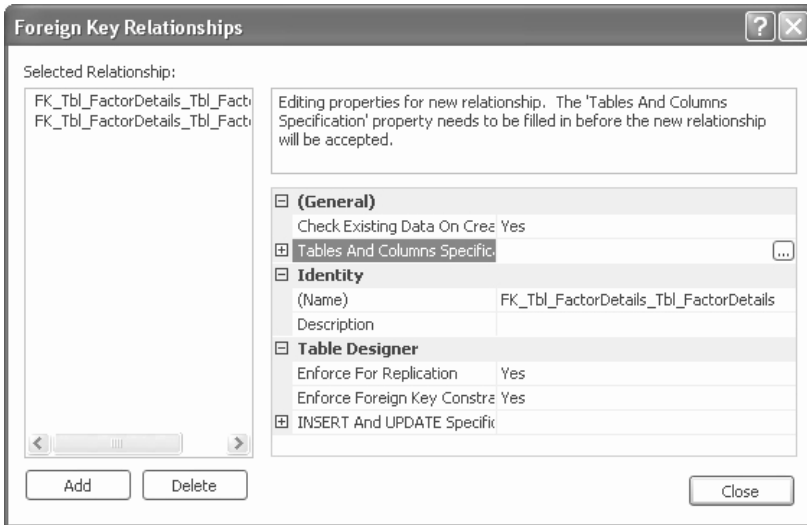 Foreign Key Relationships
Selected Relationship:
FK_Tbl_FactorDetails_Tbl_Fact
FK_Tbl_FactorDetails_Tbl_Fact
Editing properties for new relationship. The 'Tables And Columns
Specification' property needs to be filled in before the new relationship
will be accepted.
(General)
Check Existing Data On Crea Yes
Tables And Columns Specific ...
Identity
(Name) FK_Tbl_FactorDetails_Tbl_FactorDetails
Description
Table Designer
Enforce For Replication Yes
Enforce Foreign Key Constra Yes
INSERT And UPDATE Specific
Add Delete
Close